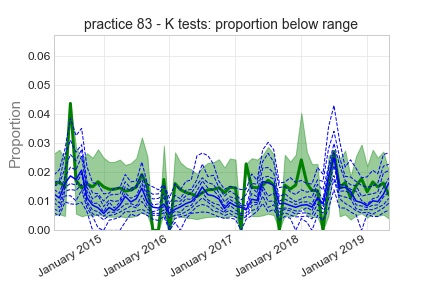 practice 83 - K tests: proportion below range
Proportion
0.06
0.05
0.04
0.03
0.02
0.01
0.00
January 2015
January 2016
January 2017
January 2018
January 2019